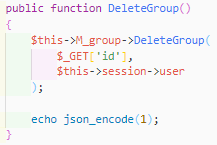 public function DeleteGroup()
{
    $this->M_group->DeleteGroup(
        $_GET['id'],
        $this->session->user
    );

    echo json_encode(1);
}